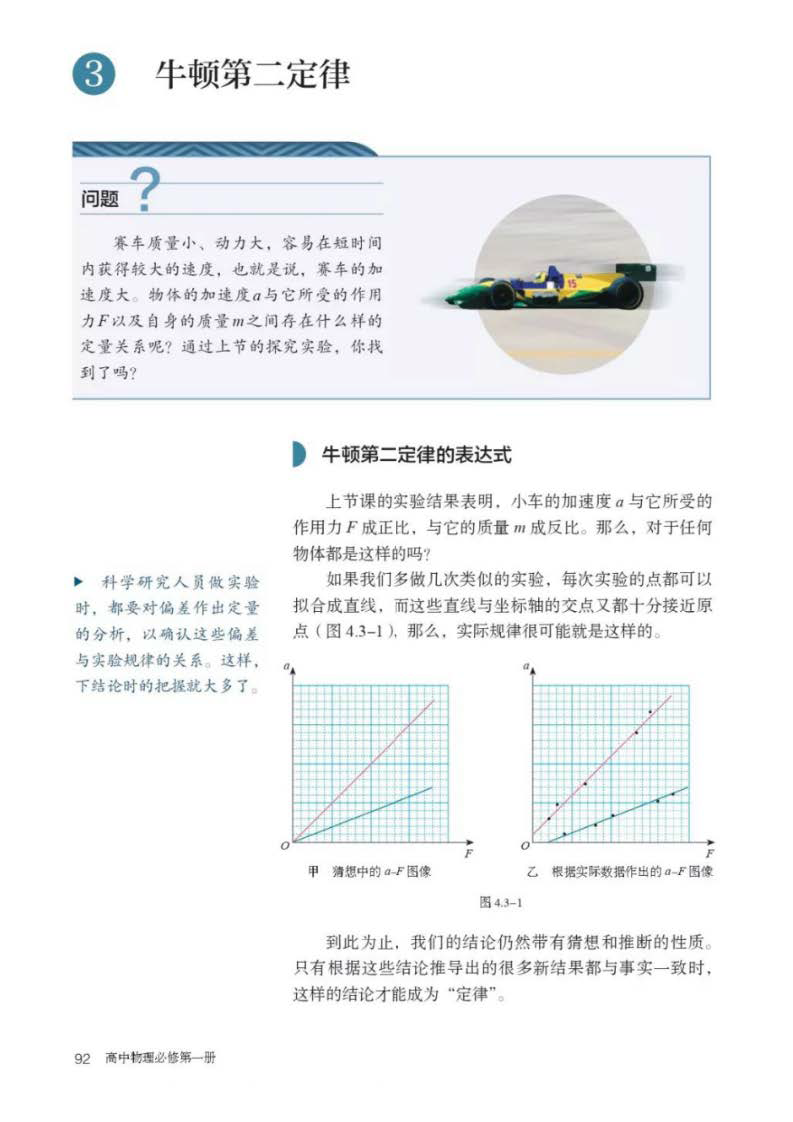 3 牛顿第二定律
问题 ?
赛车质量小、动力大，容易在短时间
内获得较大的速度，也就是说，赛车的加
速度大。物体的加速度a与它所受的作用
力F以及自身的质量m之间存在什么样的
定量关系呢？通过上节的探究实验，你找
到了吗？
15
牛顿第二定律的表达式
上节课的实验结果表明，小车的加速度 a 与它所受的
作用力 F 成正比，与它的质量 m 成反比。那么，对于任何
物体都是这样的吗？
如果我们多做几次类似的实验，每次实验的点都可以
拟合成直线，而这些直线与坐标轴的交点又都十分接近原
点（图 4.3-1），那么，实际规律很可能就是这样的。
▶ 科学研究人员做实验
时，都要对偏差作出定量
的分析，以确认这些偏差
与实验规律的关系。这样，
下结论时的把握就大多了。
a
O
F
甲 猜想中的 a-F 图像
a
O
F
乙 根据实际数据作出的 a-F 图像
图 4.3-1
到此为止，我们的结论仍然带有猜想和推断的性质。
只有根据这些结论推导出的很多新结果都与事实一致时，
这样的结论才能成为“定律”。
92 高中物理必修第一册